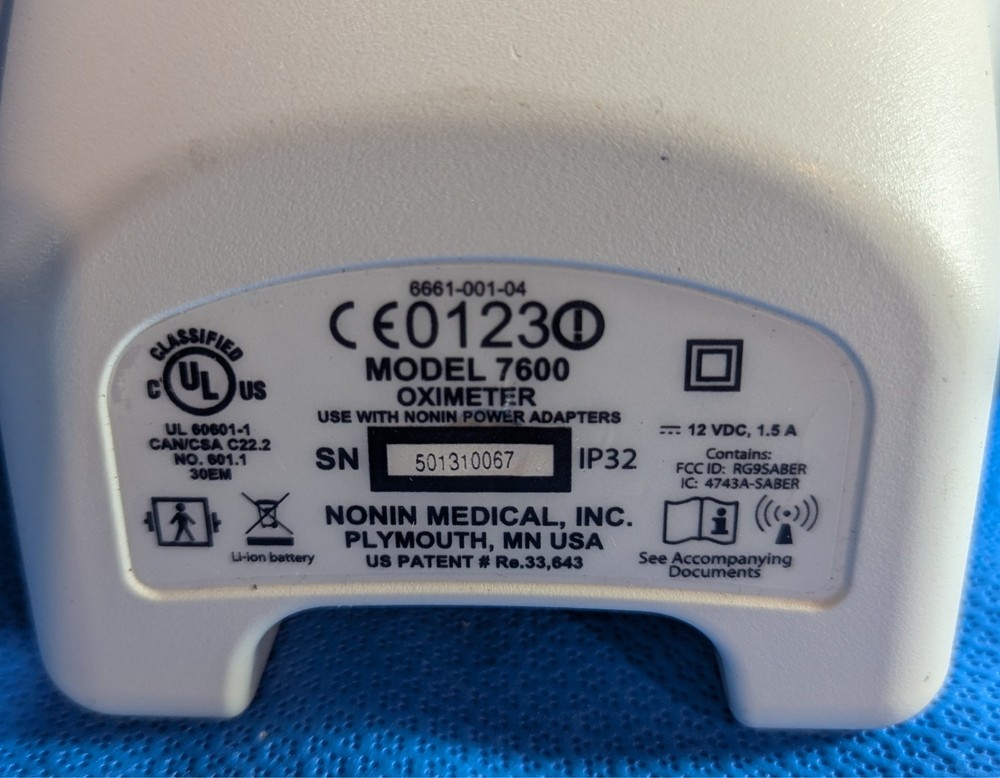 6661-001-04
CE0123
MODEL 7600
OXIMETER
USE WITH NONIN POWER ADAPTERS
SN 501310067 IP32
NONIN MEDICAL, INC.
PLYMOUTH, MN USA
US PATENT # Re.33,643
CLASSIFIED
C UL US
UL 60601-1
CAN/CSA C22.2
NO. 601.1
30EM
Li-ion battery
12 VDC, 1.5 A
Contains:
FCC ID: RG9SABER
IC: 4743A-SABER
See Accompanying
Documents